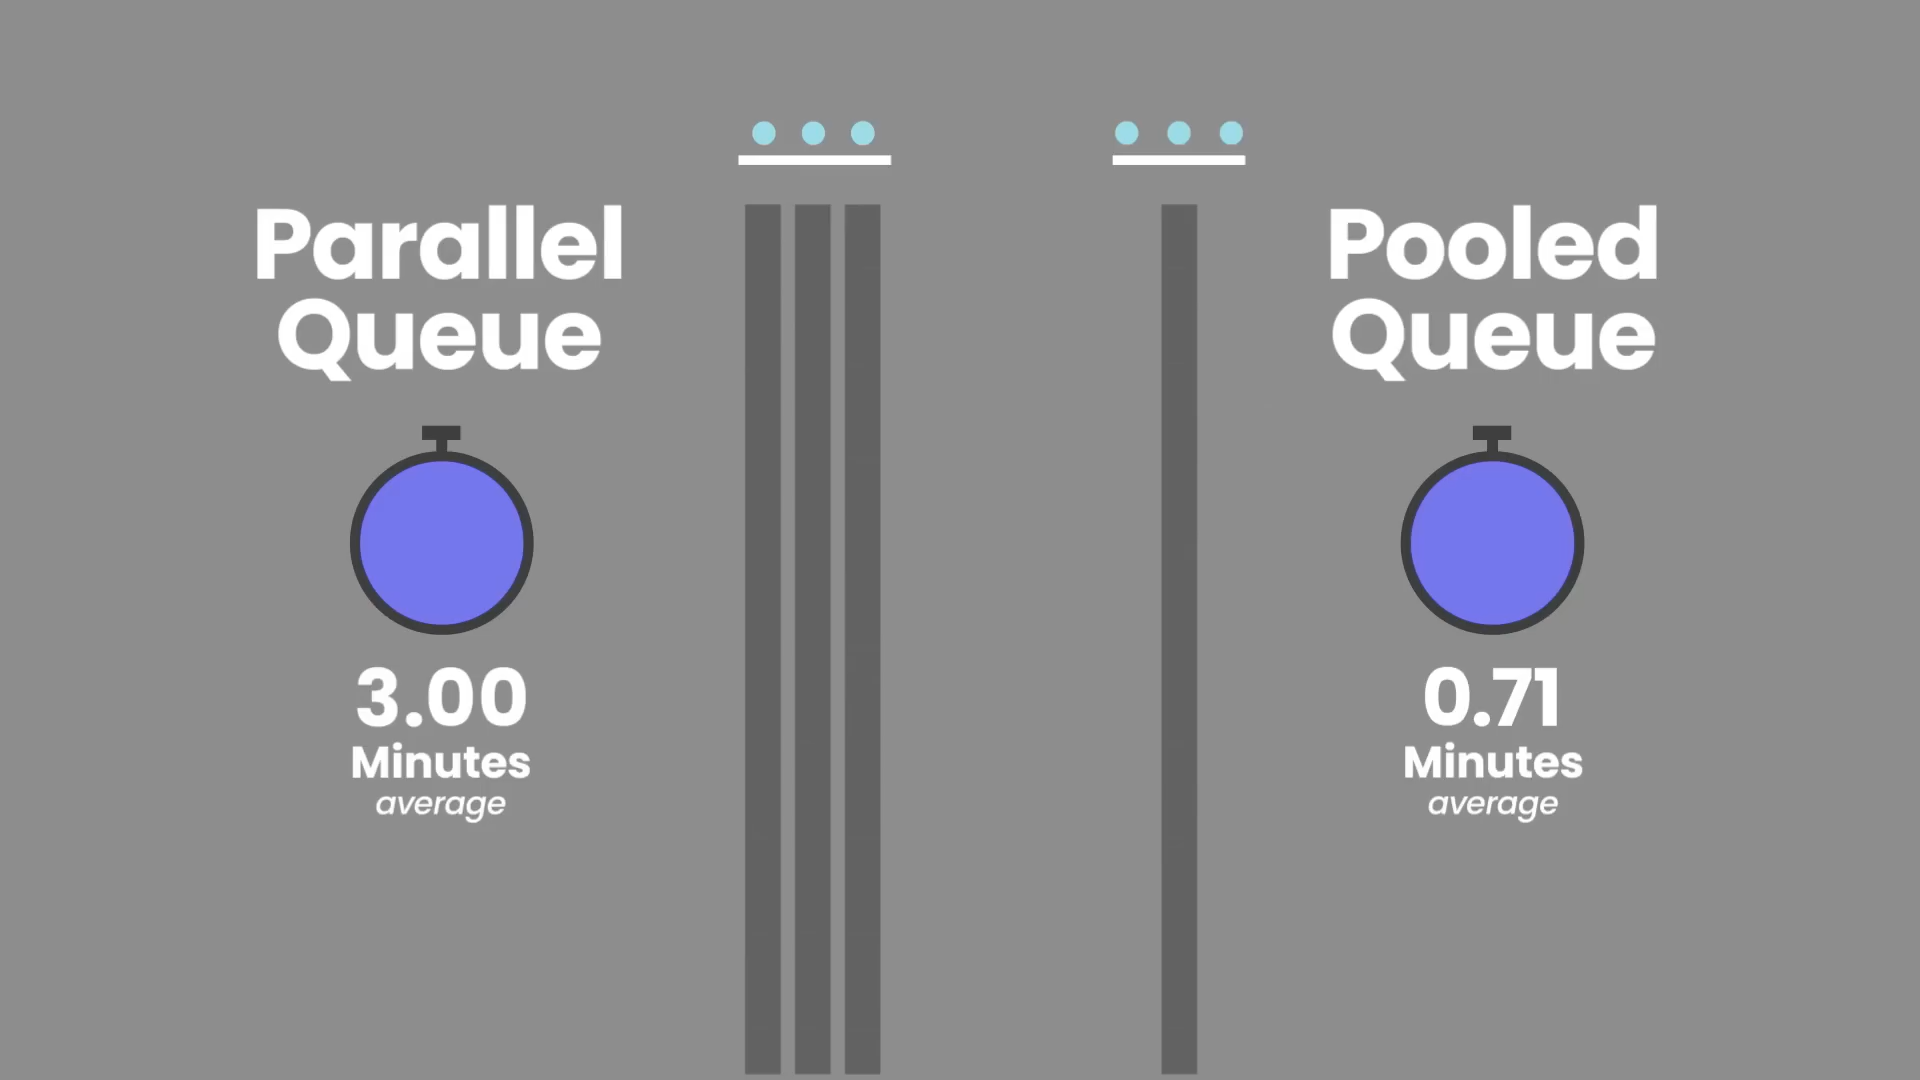 Parallel
Queue
3.00
Minutes
average
Pooled
Queue
0.71
Minutes
average